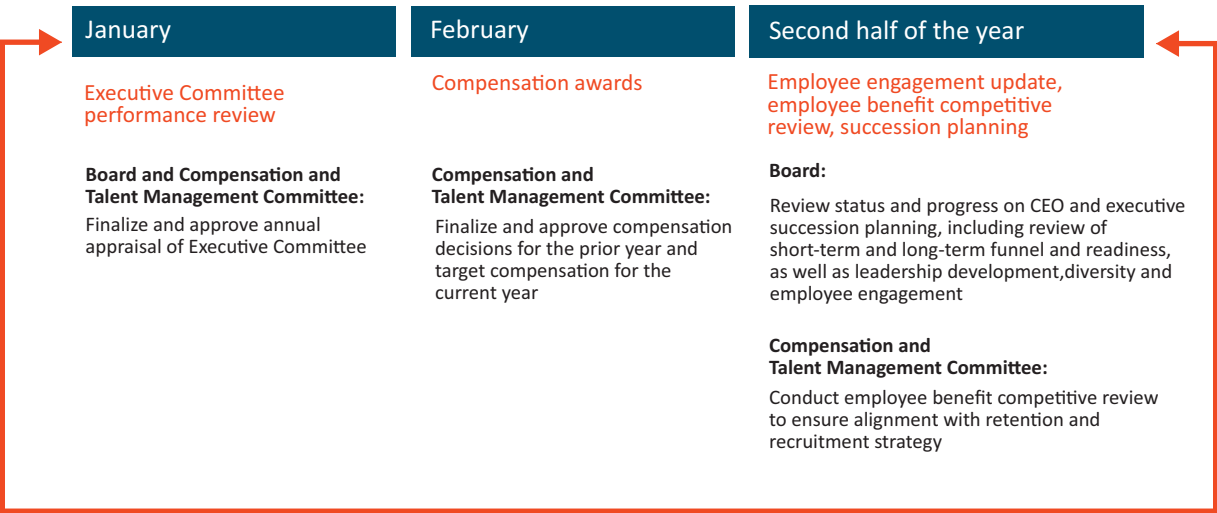 January
Executive Committee
performance review
Board and Compensation and
Talent Management Committee:
Finalize and approve annual
appraisal of Executive Committee
February
Compensation awards
Compensation and
Talent Management Committee:
Finalize and approve compensation
decisions for the prior year and
target compensation for the
current year
Second half of the year
Employee engagement update,
employee benefit competitive
review, succession planning
Board:
Review status and progress on CEO and executive
succession planning, including review of
short-term and long-term funnel and readiness,
as well as leadership development,diversity and
employee engagement
Compensation and
Talent Management Committee:
Conduct employee benefit competitive review
to ensure alignment with retention and
recruitment strategy